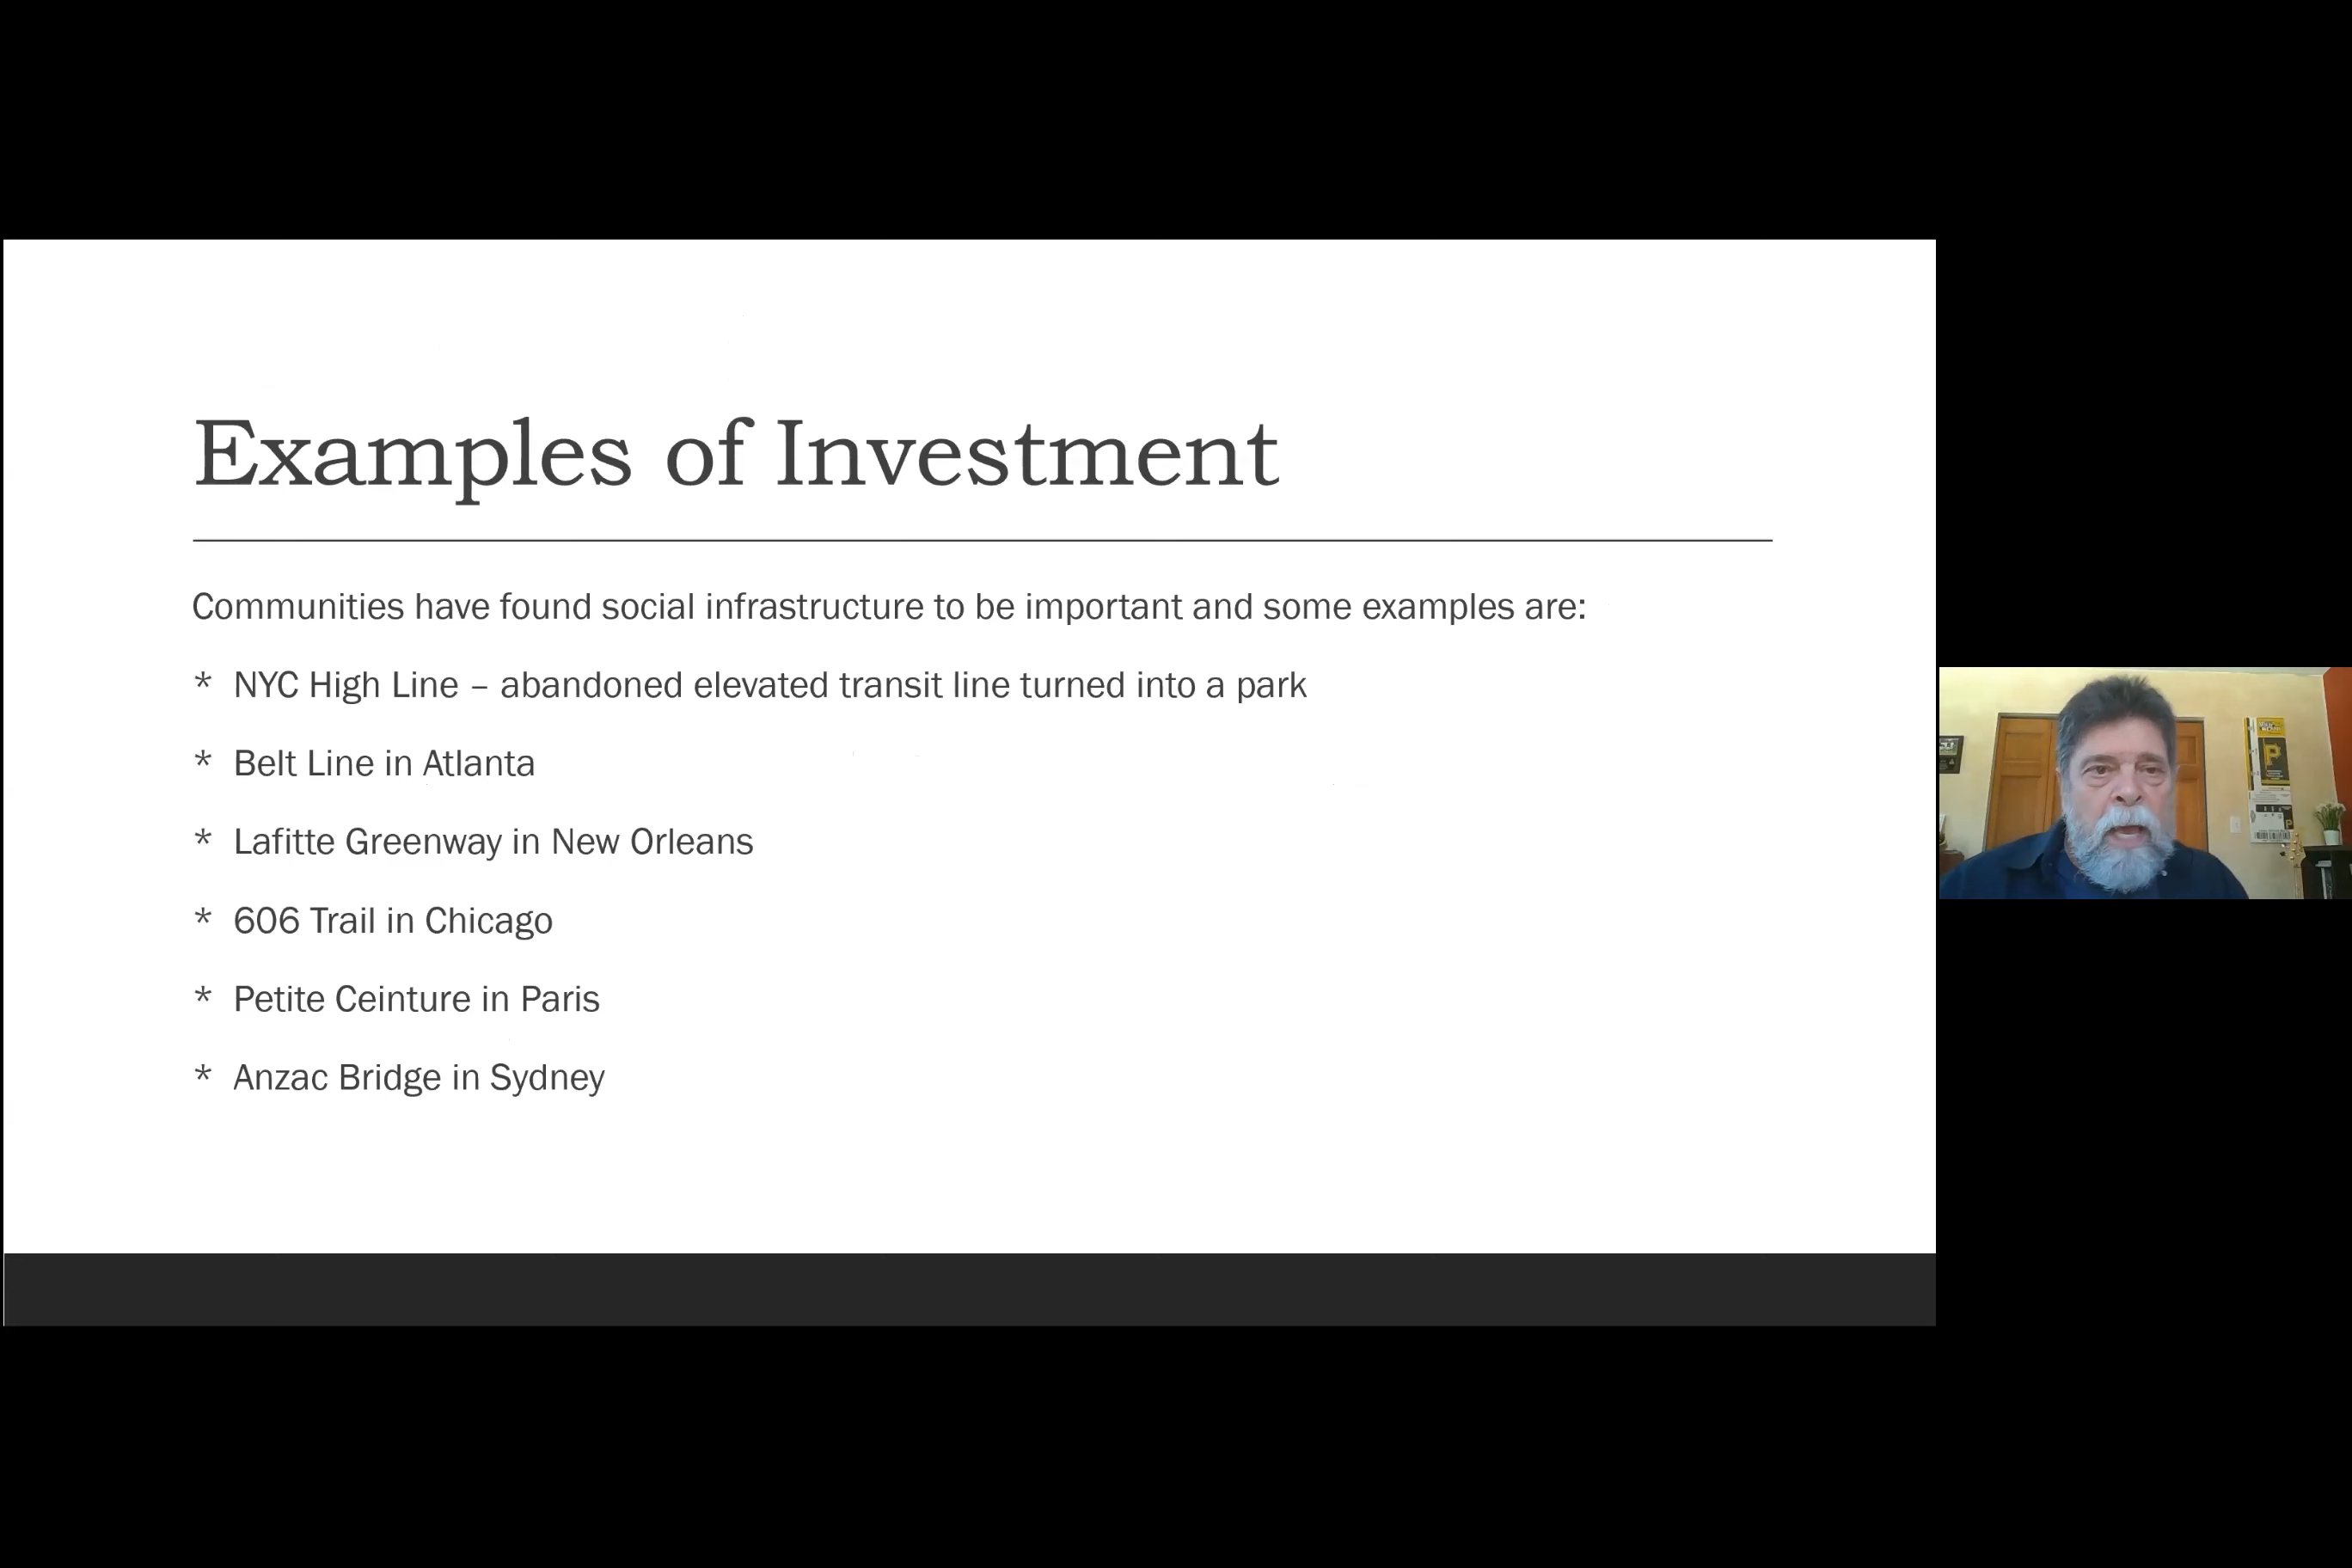 Examples of Investment
Communities have found social infrastructure to be important and some examples are:
* NYC High Line – abandoned elevated transit line turned into a park
* Belt Line in Atlanta
* Lafitte Greenway in New Orleans
* 606 Trail in Chicago
* Petite Ceinture in Paris
* Anzac Bridge in Sydney
P